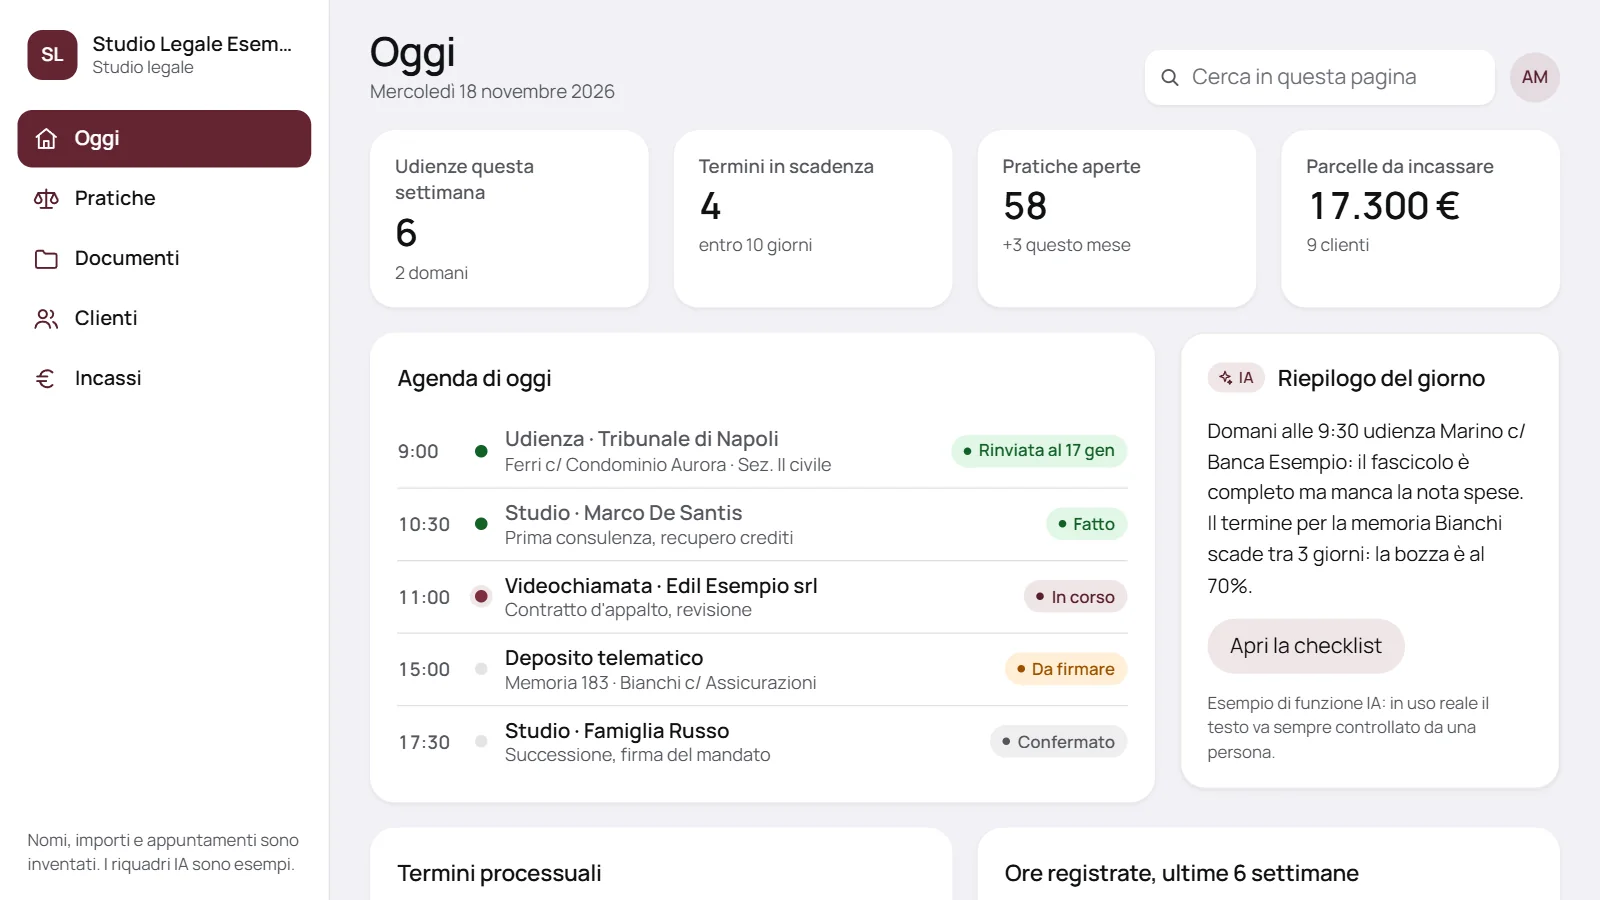 SL
Studio Legale Esem...
Studio legale
Oggi
Pratiche
Documenti
Clienti
Incassi
Nomi, importi e appuntamenti sono
inventati. I riquadri IA sono esempi.
Oggi
Mercoledì 18 novembre 2026
Cerca in questa pagina
AM
Udienze questa
settimana
6
2 domani
Termini in scadenza
4
entro 10 giorni
Pratiche aperte
58
+3 questo mese
Parcelle da incassare
17.300 €
9 clienti
Agenda di oggi
9:00
Udienza · Tribunale di Napoli
Ferri c/ Condominio Aurora · Sez. II civile
Rinviata al 17 gen
10:30
Studio · Marco De Santis
Prima consulenza, recupero crediti
Fatto
11:00
Videochiamata · Edil Esempio srl
Contratto d'appalto, revisione
In corso
15:00
Deposito telematico
Memoria 183 · Bianchi c/ Assicurazioni
Da firmare
17:30
Studio · Famiglia Russo
Successione, firma del mandato
Confermato
IA
Riepilogo del giorno
Domani alle 9:30 udienza Marino c/
Banca Esempio: il fascicolo è
completo ma manca la nota spese.
Il termine per la memoria Bianchi
scade tra 3 giorni: la bozza è al
70%.
Apri la checklist
Esempio di funzione IA: in uso reale il
testo va sempre controllato da una
persona.
Termini processuali
Ore registrate, ultime 6 settimane